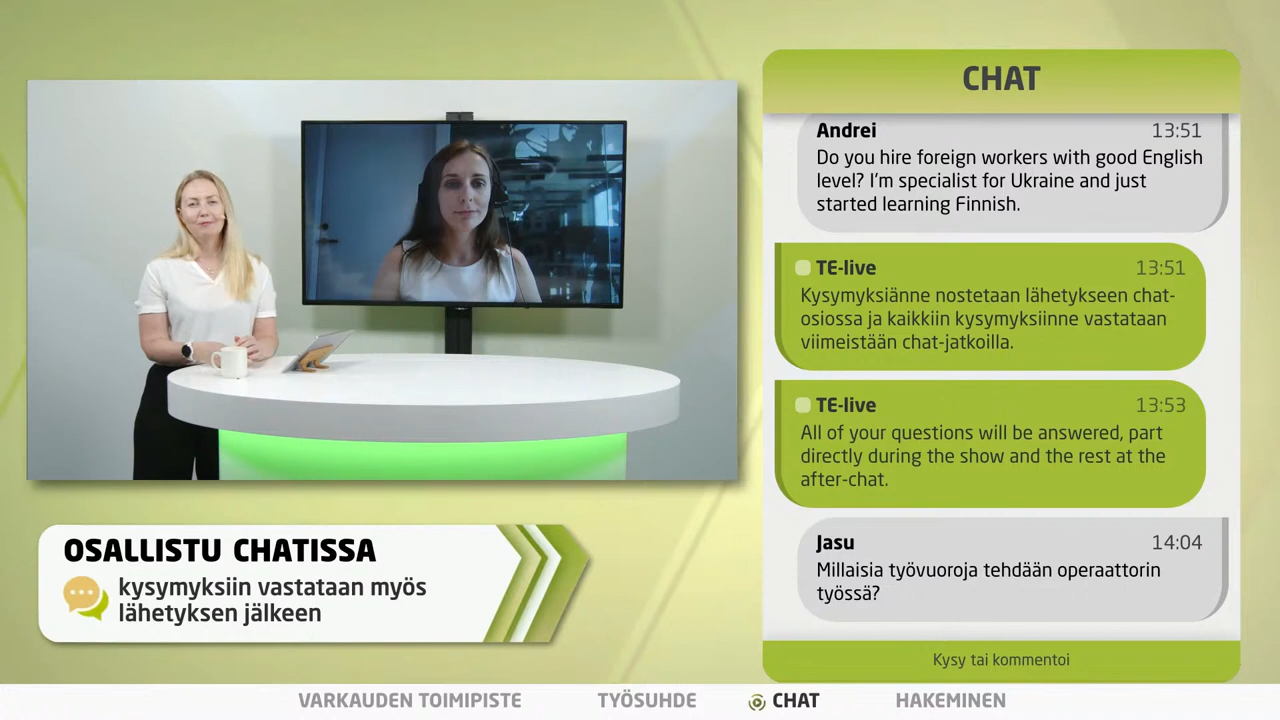 CHAT
Andrei 13:51
Do you hire foreign workers with good English
level? I'm specialist for Ukraine and just
started learning Finnish.
TE-live 13:51
Kysymyksiänne nostetaan lähetykseen chat-
osiossa ja kaikkiin kysymyksiinne vastataan
viimeistään chat-jatkoilla.
TE-live 13:53
All of your questions will be answered, part
directly during the show and the rest at the
after-chat.
Jasu 14:04
Millaisia työvuoroja tehdään operaattorin
työssä?
Kysy tai kommentoi
OSALLISTU CHATISSA
kysymyksiin vastataan myös
lähetyksen jälkeen
VARKAUDEN TOIMIPISTE TYÖSUHDE CHAT HAKEMINEN